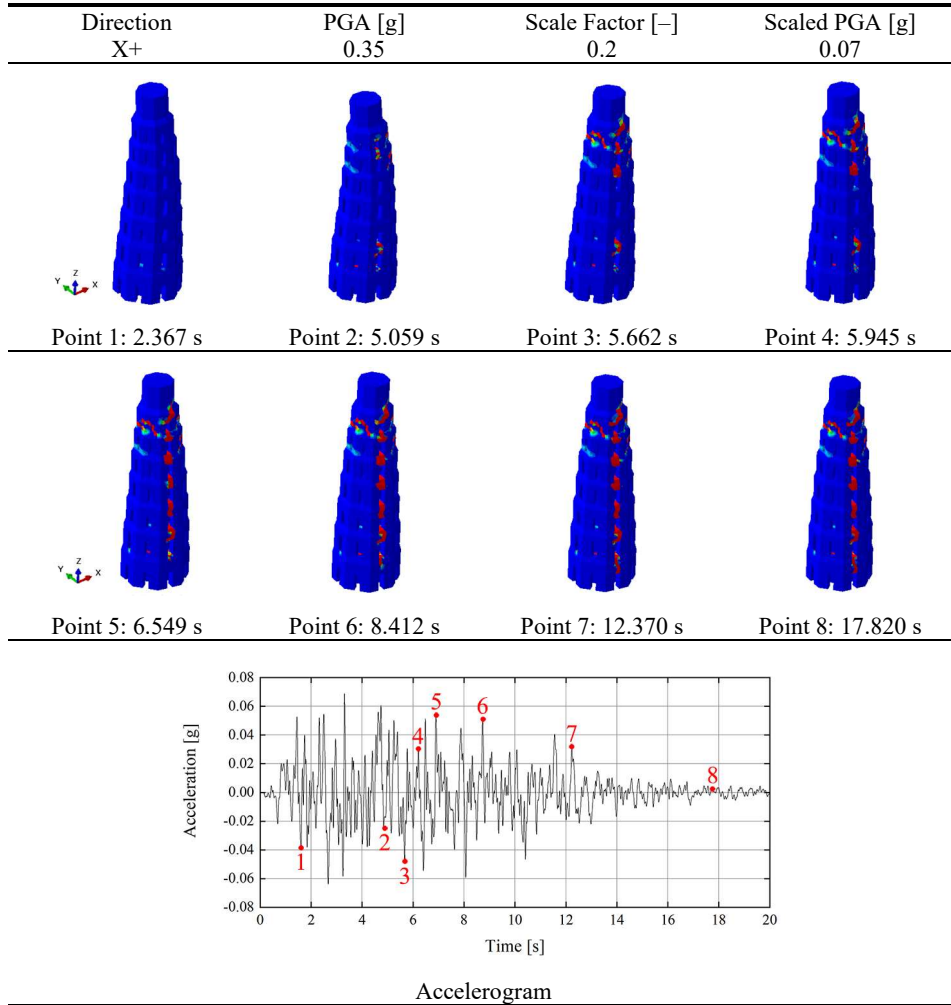 Direction PGA [g] Scale Factor [–] Scaled PGA [g]
X+ 0.35 0.2 0.07
Y Z X
Point 1: 2.367 s Point 2: 5.059 s Point 3: 5.662 s Point 4: 5.945 s
Y Z X
Point 5: 6.549 s Point 6: 8.412 s Point 7: 12.370 s Point 8: 17.820 s
0.08
0.06
0.04
0.02
0.00
-0.02
-0.04
-0.06
-0.08
Acceleration [g]
1
2
3
4
5
6
7
8
0 2 4 6 8 10 12 14 16 18 20
Time [s]
Accelerogram